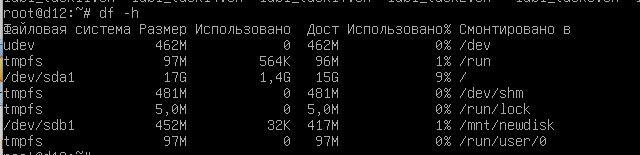 root@d12:~# df -h
Файловая система Размер Использовано  Дост Использовано% Смонтировано в
udev               462M            0  462M            0% /dev
tmpfs               97M         564K   96M            1% /run
/dev/sda1           17G         1,4G   15G            9% /
tmpfs              481M            0  481M            0% /dev/shm
tmpfs              5,0M            0  5,0M            0% /run/lock
/dev/sdb1          452M          32K  417M            1% /mnt/newdisk
tmpfs               97M            0   97M            0% /run/user/0
root@d12:~#